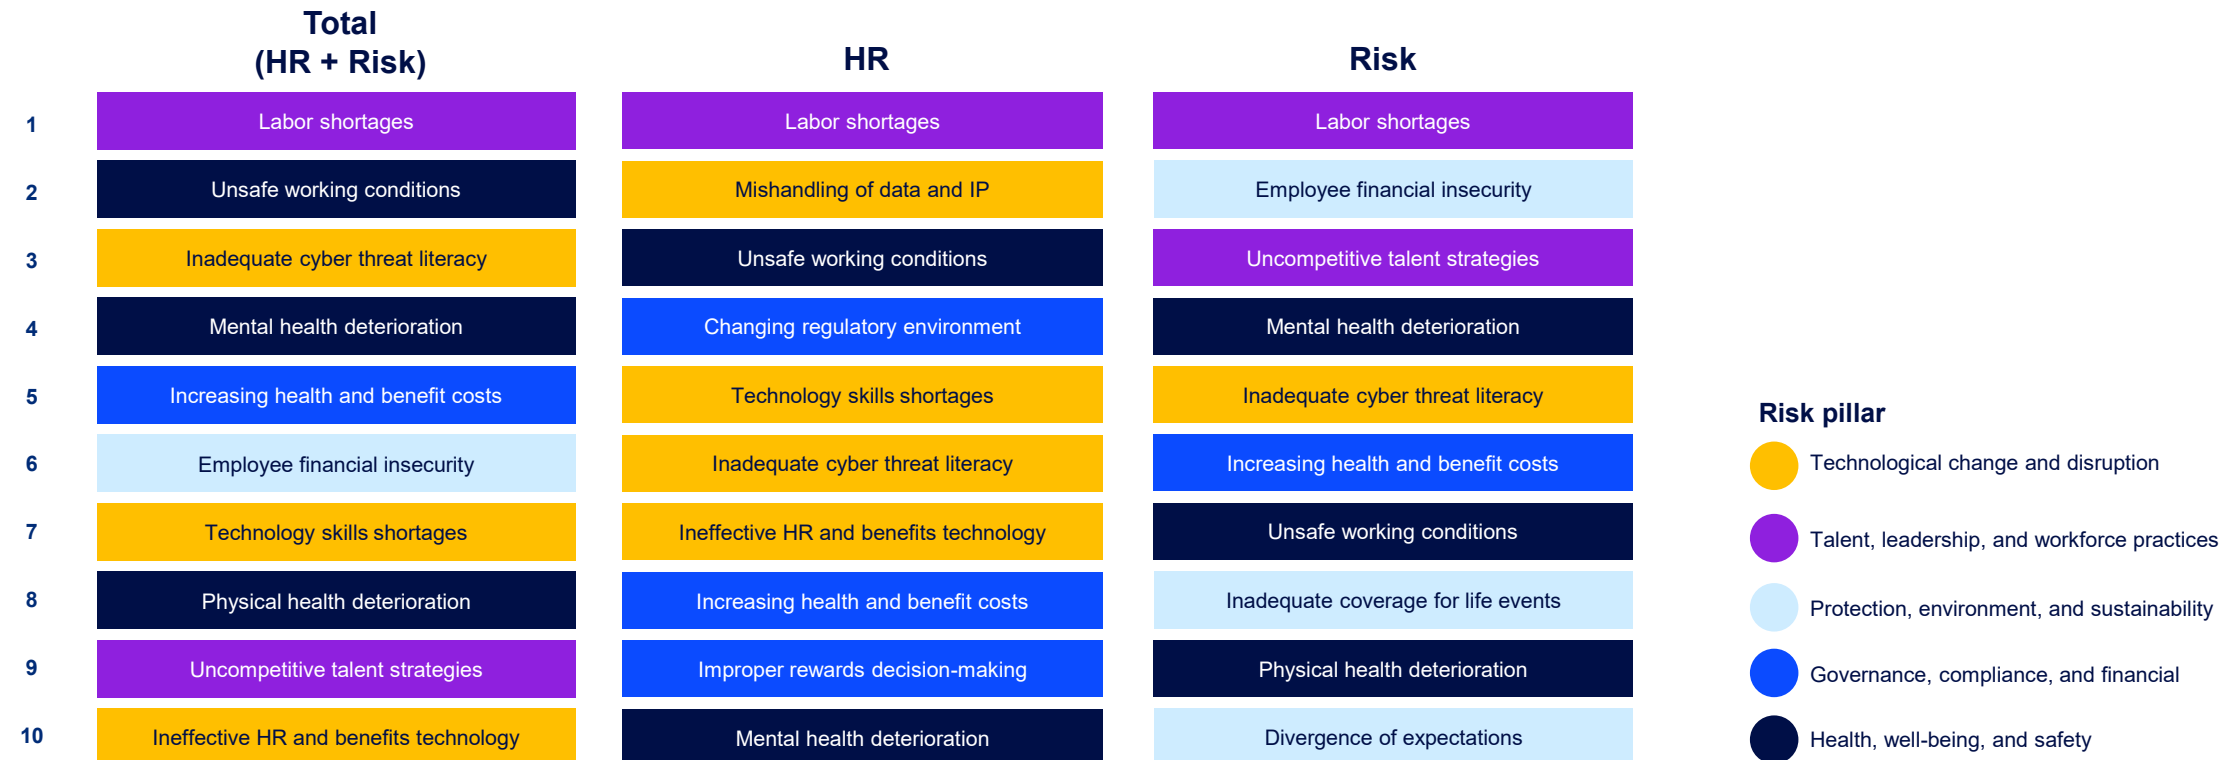 Total
(HR + Risk)
HR
Risk
1
Labor shortages
Labor shortages
Labor shortages
2
Unsafe working conditions
Mishandling of data and IP
Employee financial insecurity
3
Inadequate cyber threat literacy
Unsafe working conditions
Uncompetitive talent strategies
4
Mental health deterioration
Changing regulatory environment
Mental health deterioration
5
Increasing health and benefit costs
Technology skills shortages
Inadequate cyber threat literacy
6
Employee financial insecurity
Inadequate cyber threat literacy
Increasing health and benefit costs
7
Technology skills shortages
Ineffective HR and benefits technology
Unsafe working conditions
8
Physical health deterioration
Increasing health and benefit costs
Inadequate coverage for life events
9
Uncompetitive talent strategies
Improper rewards decision-making
Physical health deterioration
10
Ineffective HR and benefits technology
Mental health deterioration
Divergence of expectations
Risk pillar
Technological change and disruption
Talent, leadership, and workforce practices
Protection, environment, and sustainability
Governance, compliance, and financial
Health, well-being, and safety